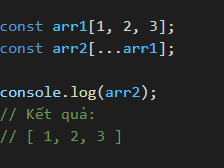 const arr1[1, 2, 3];
const arr2[...arr1];
console.log(arr2);
// Kết quả:
// [ 1, 2, 3 ]